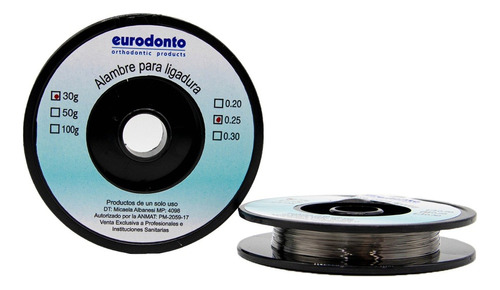 eurodonto
orthodontic products
Alambre para ligadura
30g
50g
100g
0.20
0.25
0.30
Productos de un solo uso
DT: Micaela Albanesi MP: 4098
Autorizado por la ANMAT: PM-2059-17
Venta Exclusiva a Profesionales e
Instituciones Sanitarias